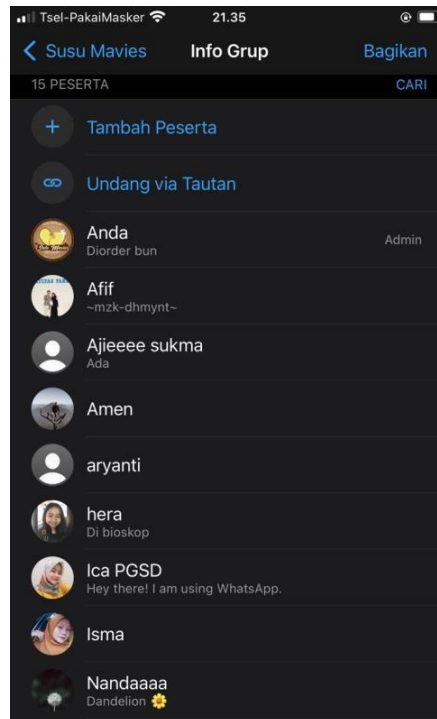 Tsel-PakaiMasker
21.35
Susu Mavies
Info Grup
Bagikan
15 PESERTA
CARI
Tambah Peserta
Undang via Tautan
Anda
Admin
Diorder bun
Afif
~mzk-dhmynt~
Ajieeee sukma
Ada
Amen
aryanti
hera
Di bioskop
Ica PGSD
Hey there! I am using WhatsApp.
Isma
Nandaaaa
Dandelion 🌼